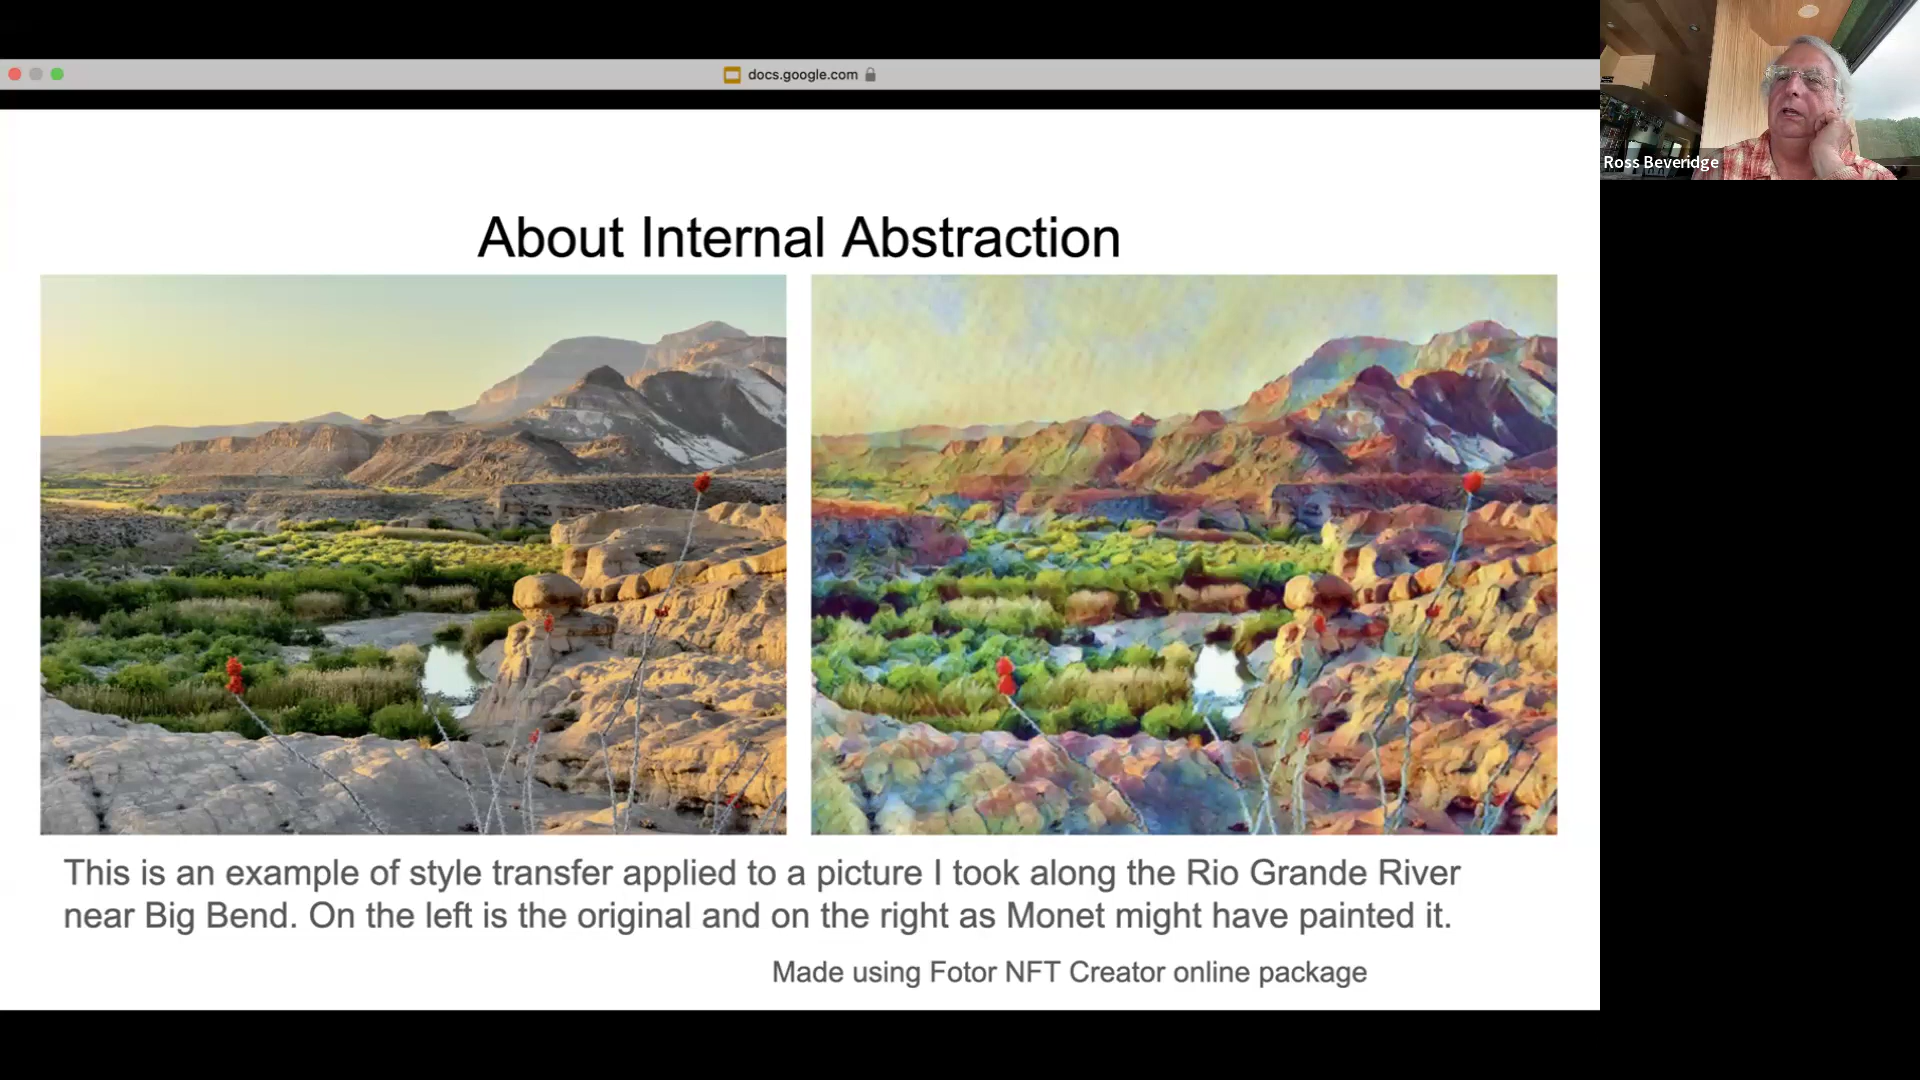 docs.google.com
Ross Beveridge
About Internal Abstraction
This is an example of style transfer applied to a picture I took along the Rio Grande River
near Big Bend. On the left is the original and on the right as Monet might have painted it.
Made using Fotor NFT Creator online package